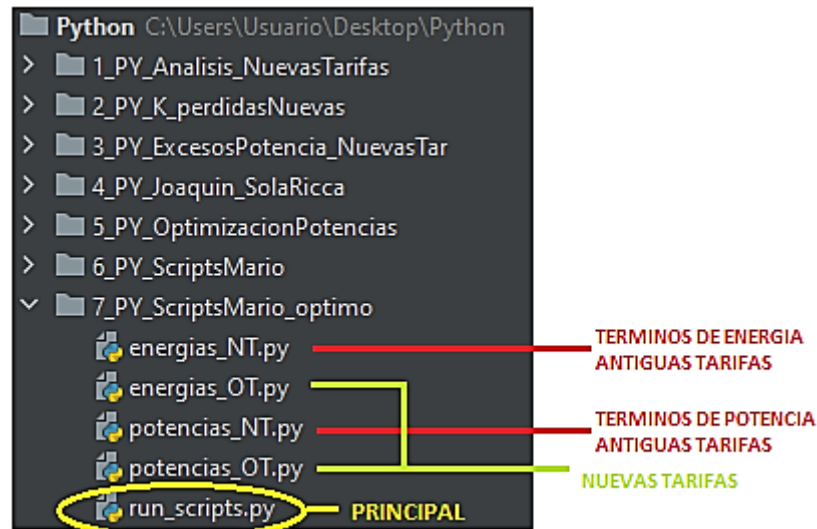 Python C:\Users\Usuario\Desktop\Python
1_PY_Analisis_NuevasTarifas
2_PY_K_perdidasNuevas
3_PY_ExcesosPotencia_NuevasTar
4_PY_Joaquin_SolaRicca
5_PY_OptimizacionPotencias
6_PY_ScriptsMario
7_PY_ScriptsMario_optimo
energias_NT.py
TERMINOS DE ENERGIA
ANTIGUAS TARIFAS
energias_OT.py
potencias_NT.py
TERMINOS DE POTENCIA
ANTIGUAS TARIFAS
potencias_OT.py
NUEVAS TARIFAS
run_scripts.py
PRINCIPAL